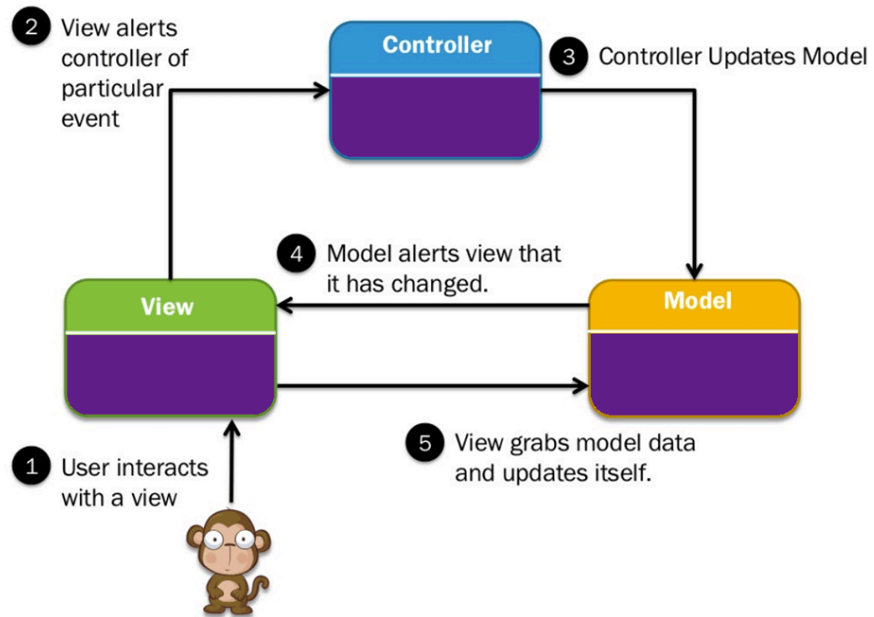 2
View alerts
controller of
particular
event
Controller
3
Controller Updates Model
4
Model alerts view that
it has changed.
View
Model
5
View grabs model data
and updates itself.
1
User interacts
with a view